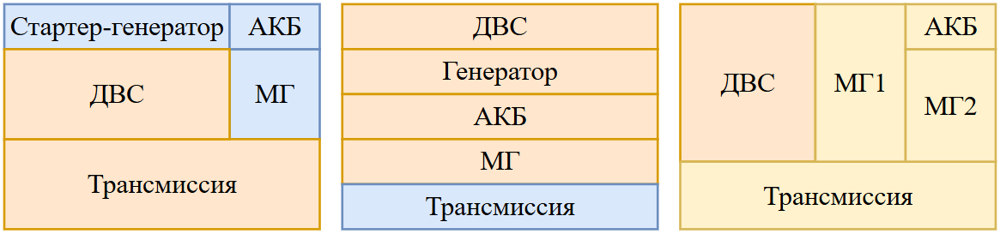 Стартер-генератор
АКБ
ДВС
МГ
Трансмиссия
ДВС
Генератор
АКБ
МГ
Трансмиссия
ДВС
МГ1
АКБ
МГ2
Трансмиссия